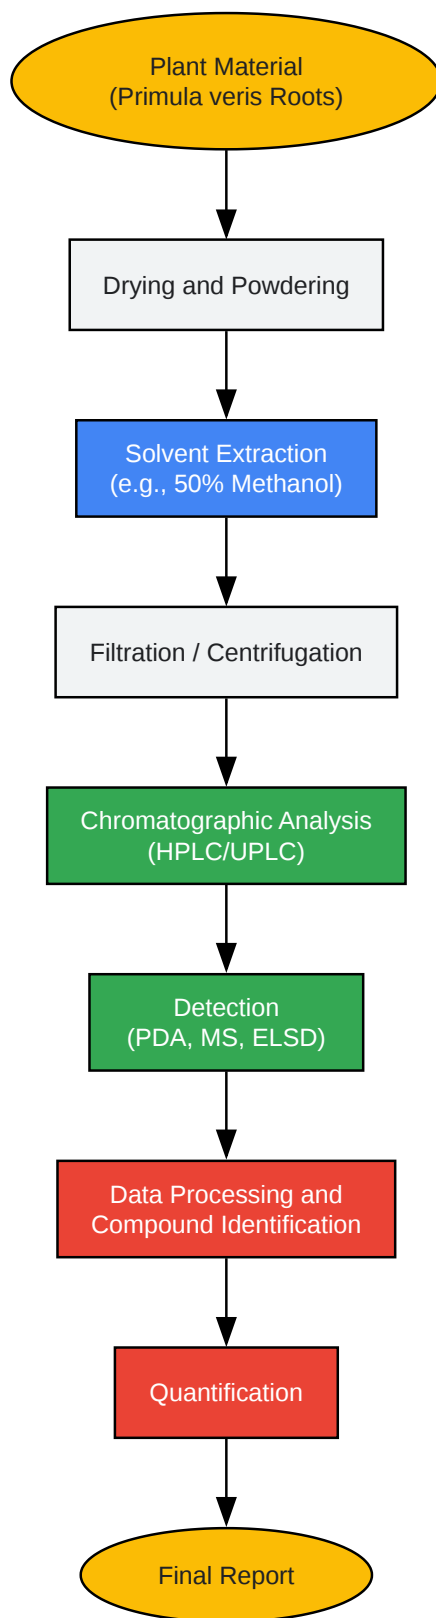 Plant Material
(Primula veris Roots)
Drying and Powdering
Solvent Extraction
(e.g., 50% Methanol)
Filtration / Centrifugation
Chromatographic Analysis
(HPLC/UPLC)
Detection
(PDA, MS, ELSD)
Data Processing and
Compound Identification
Quantification
Final Report